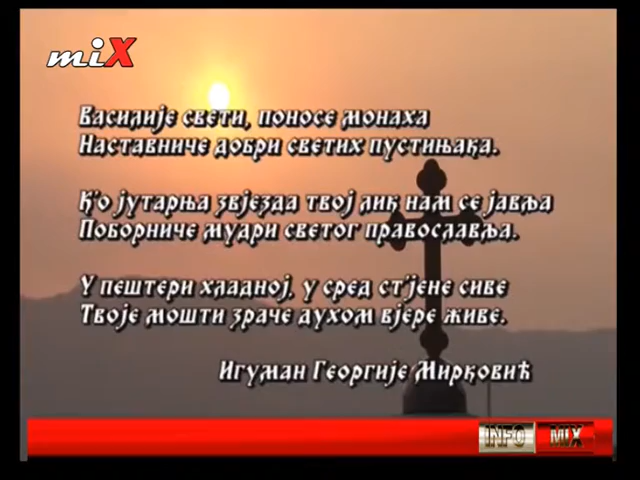 miX
Василије свети, поносе монаха
Наставниче добри светих пустињака.
К'о јутарња звјезда твој лик нам се јавља
Поборниче мудри светог православља.
У пештери хладној, у сред ст'јене сиве
Твоје мошти зраче духом вјере живе.
Игуман Георгије Мирковић
INFO MIX